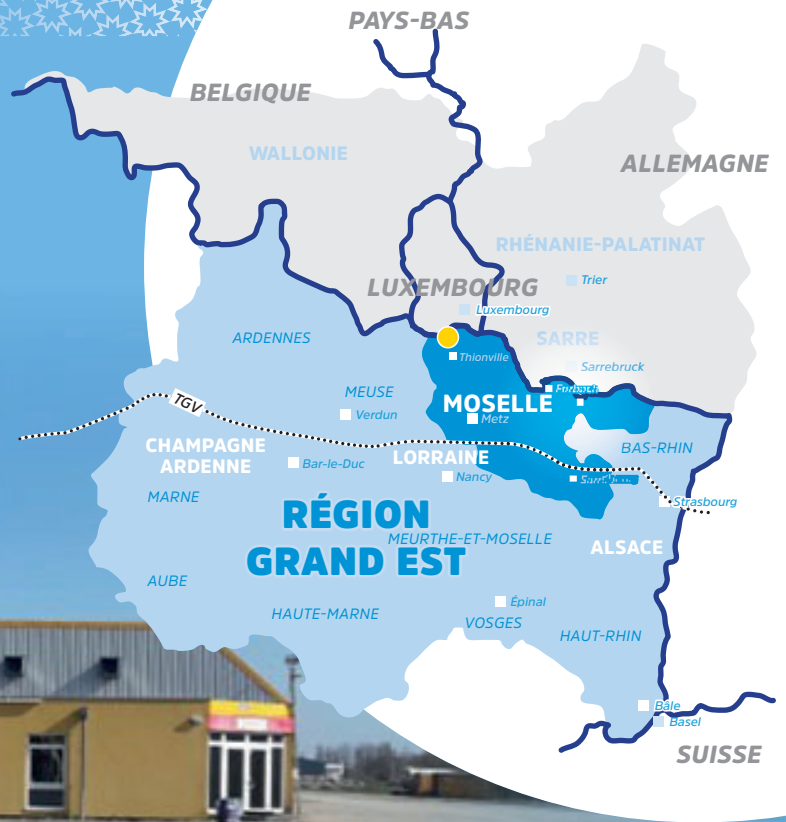 PAYS-BAS
BELGIQUE
WALLONIE
ALLEMAGNE
RHÉNANIE-PALATINAT
Trier
LUXEMBOURG
Luxembourg
SARRE
ARDENNES
Thionville
Sarrebruck
MEUSE
Forbach
TGV
MOSELLE
Verdun
Metz
CHAMPAGNE
ARDENNE
LORRAINE
BAS-RHIN
Bar-le-Duc
Nancy
MARNE
Strasbourg
RÉGION
GRAND EST
MEURTHE-ET-MOSELLE
ALSACE
AUBE
Épinal
HAUTE-MARNE
VOSGES
HAUT-RHIN
Bâle
Basel
SUISSE